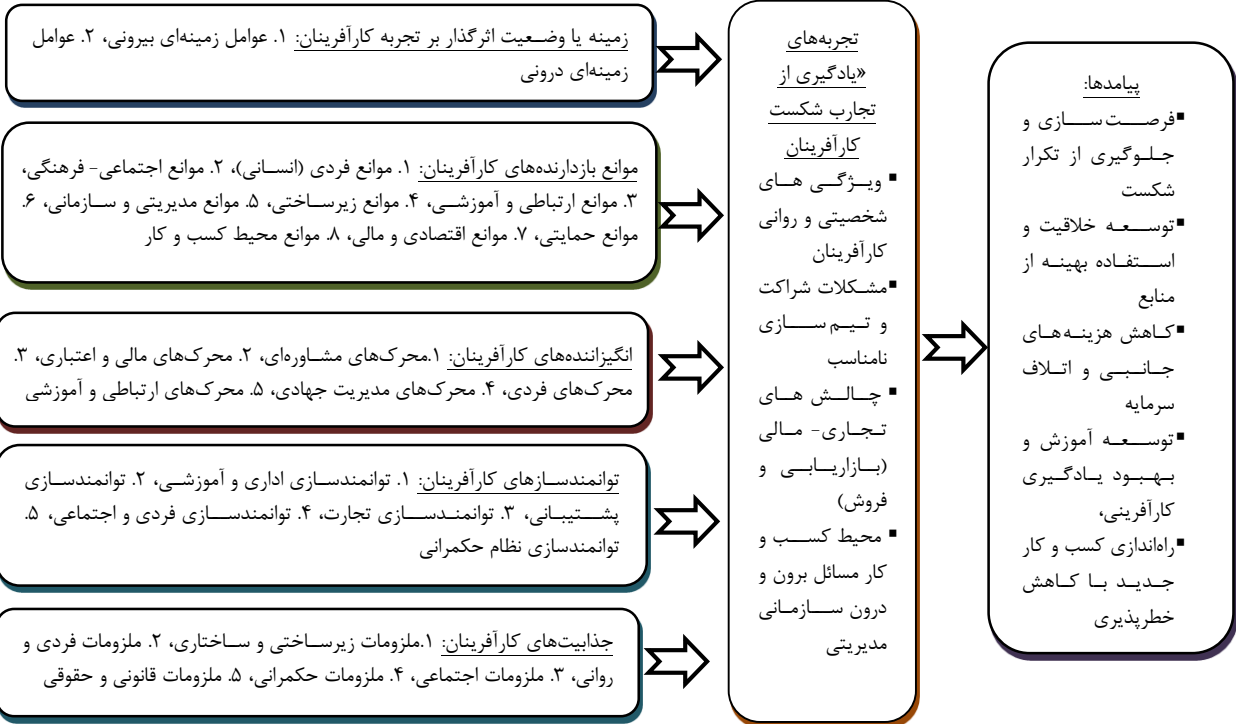 زمینه یا وضعیت اثرگذار بر تجربه کارآفرینان: ۱. عوامل زمینه‌ای بیرونی، ۲. عوامل
زمینه‌ای درونی
موانع بازدارنده‌های کارآفرینان: ۱. موانع فردی (انسانی)، ۲. موانع اجتماعی- فرهنگی،
۳. موانع ارتباطی و آموزشی، ۴. موانع زیرساختی، ۵. موانع مدیریتی و سازمانی، ۶.
موانع حمایتی، ۷. موانع اقتصادی و مالی، ۸. موانع محیط کسب و کار
انگیزاننده‌های کارآفرینان: ۱.محرک‌های مشاوره‌ای، ۲. محرک‌های مالی و اعتباری، ۳.
محرک‌های فردی، ۴. محرک‌های مدیریت جهادی، ۵. محرک‌های ارتباطی و آموزشی
توانمندسازهای کارآفرینان: ۱. توانمندسازی اداری و آموزشی، ۲. توانمندسازی
پشتیبانی، ۳. توانمندسازی تجارت، ۴. توانمندسازی فردی و اجتماعی، ۵.
توانمندسازی نظام حکمرانی
جذابیت‌های کارآفرینان: ۱.ملزومات زیرساختی و ساختاری، ۲. ملزومات فردی و
روانی، ۳. ملزومات اجتماعی، ۴. ملزومات حکمرانی، ۵. ملزومات قانونی و حقوقی
تجربه‌های
«یادگیری از
تجارب شکست
کارآفرینان
▪ ویژگی های
شخصیتی و روانی
کارآفرینان
▪مشکلات شراکت
و تیم سازی
نامناسب
▪ چالش های
تجاری- مالی
(بازاریابی و
فروش)
▪ محیط کسب و
کار مسائل برون و
درون سازمانی
مدیریتی
پیامدها:
▪فرصت سازی و
جلوگیری از تکرار
شکست
▪توسعه خلاقیت و
استفاده بهینه از
منابع
▪کاهش هزینه های
جانبی و اتلاف
سرمایه
▪توسعه آموزش و
بهبود یادگیری
کارآفرینی،
▪راه‌اندازی کسب و کار
جدید با کاهش
خطرپذیری